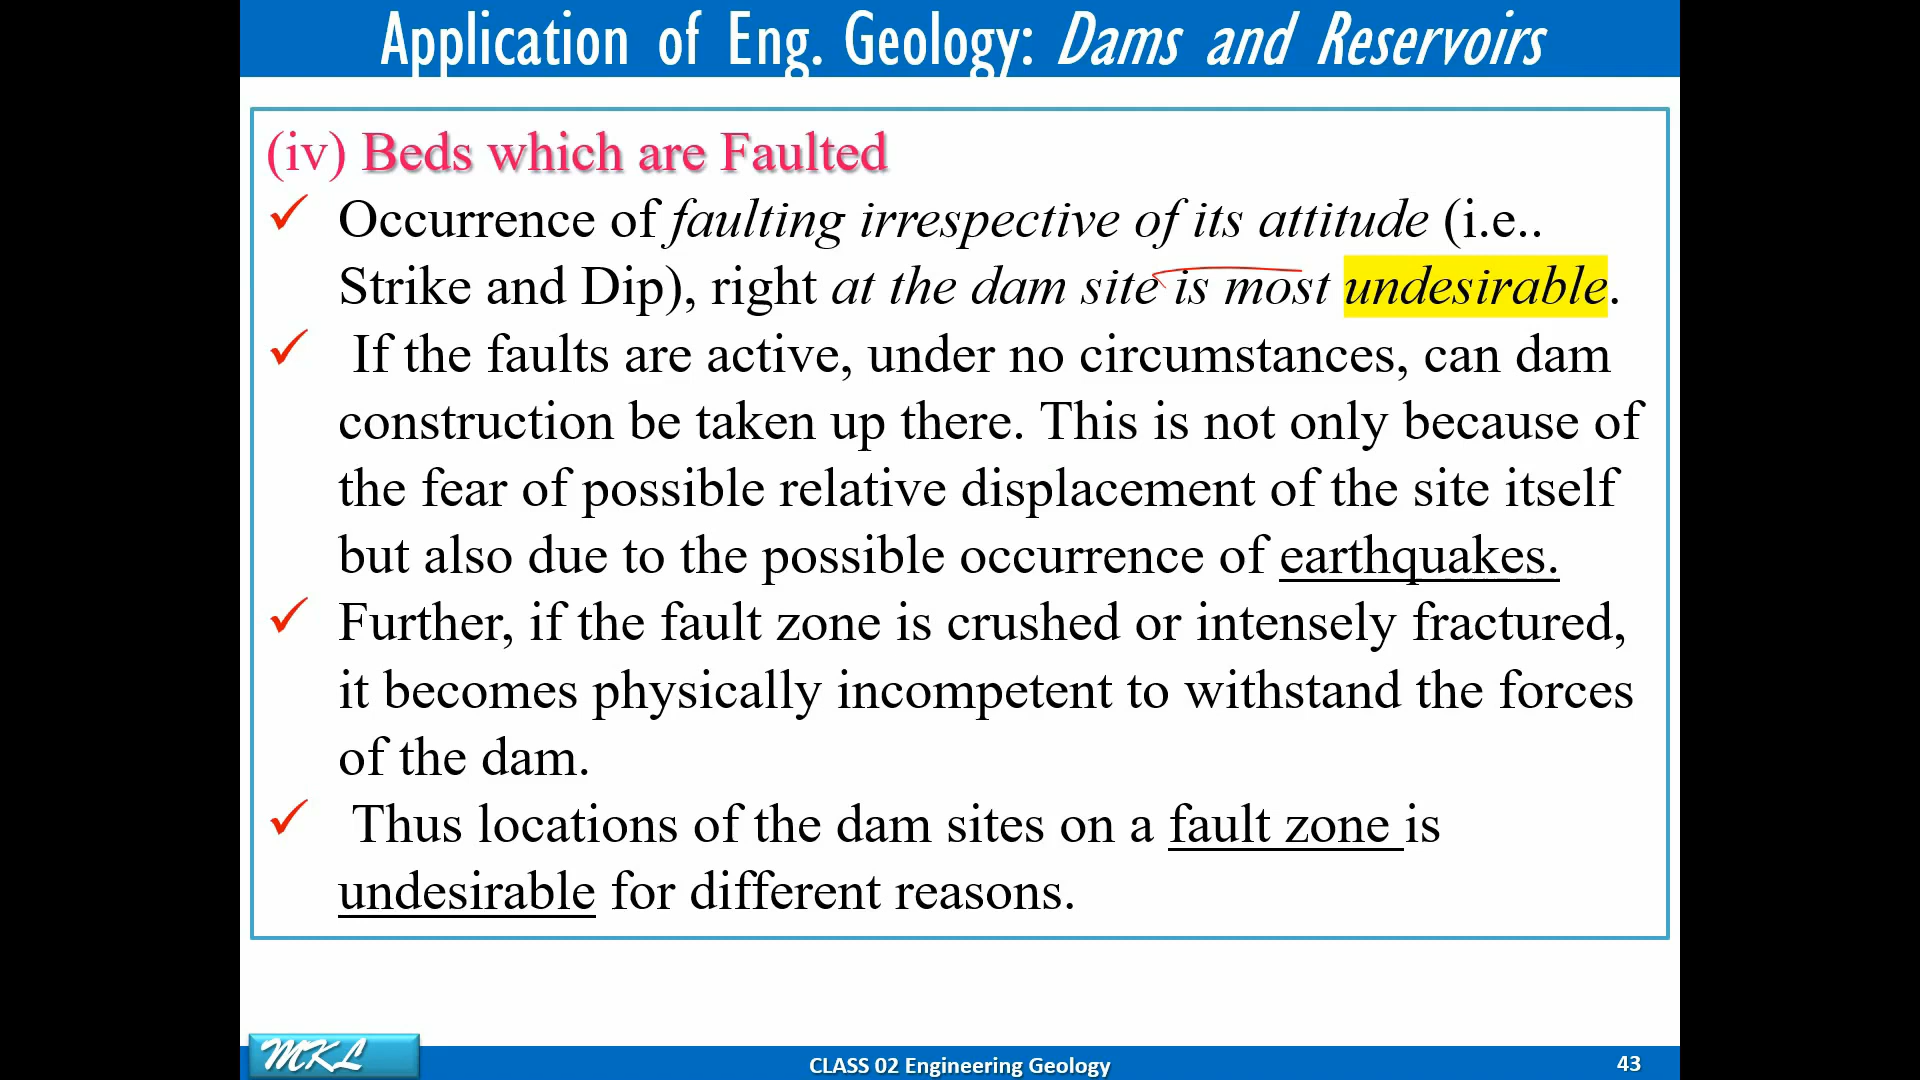 Application of Eng. Geology: Dams and Reservoirs
(iv) Beds which are Faulted
✓ Occurrence of faulting irrespective of its attitude (i.e..
Strike and Dip), right at the dam site is most undesirable.
✓ If the faults are active, under no circumstances, can dam
construction be taken up there. This is not only because of
the fear of possible relative displacement of the site itself
but also due to the possible occurrence of earthquakes.
✓ Further, if the fault zone is crushed or intensely fractured,
it becomes physically incompetent to withstand the forces
of the dam.
✓ Thus locations of the dam sites on a fault zone is
undesirable for different reasons.
MKL
CLASS 02 Engineering Geology
43